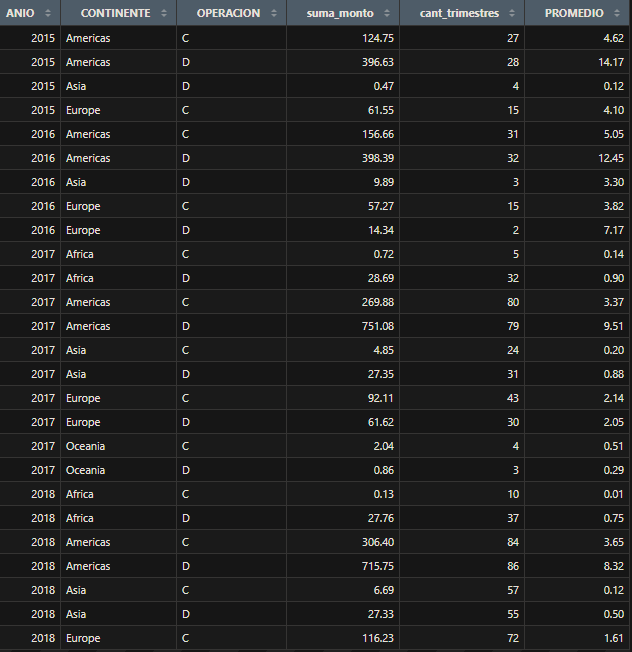 ANIO CONTINENTE OPERACION suma_monto cant_trimestres PROMEDIO
2015 Americas C 124.75 27 4.62
2015 Americas D 396.63 28 14.17
2015 Asia D 0.47 4 0.12
2015 Europe C 61.55 15 4.10
2016 Americas C 156.66 31 5.05
2016 Americas D 398.39 32 12.45
2016 Asia D 9.89 3 3.30
2016 Europe C 57.27 15 3.82
2016 Europe D 14.34 2 7.17
2017 Africa C 0.72 5 0.14
2017 Africa D 28.69 32 0.90
2017 Americas C 269.88 80 3.37
2017 Americas D 751.08 79 9.51
2017 Asia C 4.85 24 0.20
2017 Asia D 27.35 31 0.88
2017 Europe C 92.11 43 2.14
2017 Europe D 61.62 30 2.05
2017 Oceania C 2.04 4 0.51
2017 Oceania D 0.86 3 0.29
2018 Africa C 0.13 10 0.01
2018 Africa D 27.76 37 0.75
2018 Americas C 306.40 84 3.65
2018 Americas D 715.75 86 8.32
2018 Asia C 6.69 57 0.12
2018 Asia D 27.33 55 0.50
2018 Europe C 116.23 72 1.61